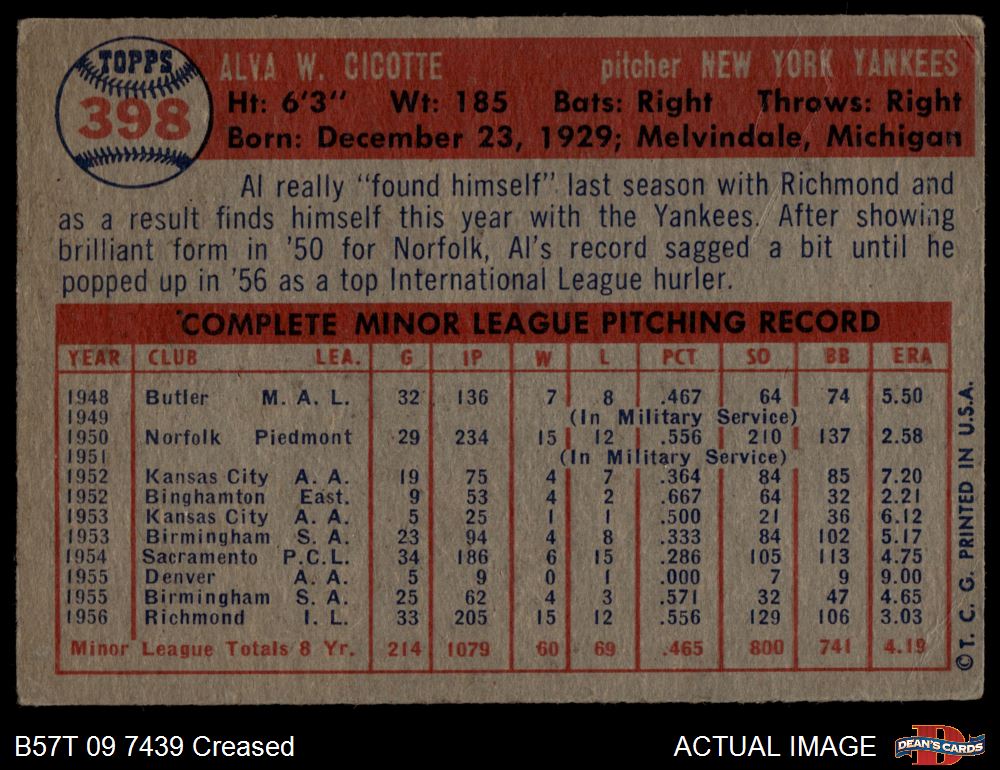 TOPPS
398
ALVA W. CICOTTE pitcher NEW YORK YANKEES
Ht: 6'3" Wt: 185 Bats: Right Throws: Right
Born: December 23, 1929; Melvindale, Michigan
Al really "found himself" last season with Richmond and
as a result finds himself this year with the Yankees. After showing
brilliant form in '50 for Norfolk, Al's record sagged a bit until he
popped up in '56 as a top International League hurler.
COMPLETE MINOR LEAGUE PITCHING RECORD
YEAR CLUB LEA. G IP W L PCT SO BB ERA
1948 Butler M. A. L. 32 136 7 8 .467 64 74 5.50
1949 (In Military Service)
1950 Norfolk Piedmont 29 234 15 12 .556 210 137 2.58
1951 (In Military Service)
1952 Kansas City A. A. 19 75 4 7 .364 84 85 7.20
1952 Binghamton East. 9 53 4 2 .667 64 32 2.21
1953 Kansas City A. A. 5 25 1 1 .500 21 36 6.12
1953 Birmingham S. A. 23 94 4 8 .333 84 102 5.17
1954 Sacramento P.C.L. 34 186 6 15 .286 105 113 4.75
1955 Denver A. A. 5 9 0 1 .000 7 9 9.00
1955 Birmingham S. A. 25 62 4 3 .571 32 47 4.65
1956 Richmond I. L. 33 205 15 12 .556 129 106 3.03
Minor League Totals 8 Yr. 214 1079 60 69 .465 800 741 4.19
© T. C. G. PRINTED IN U.S.A.
B57T 09 7439 Creased
ACTUAL IMAGE
D
DEAN'S CARDS